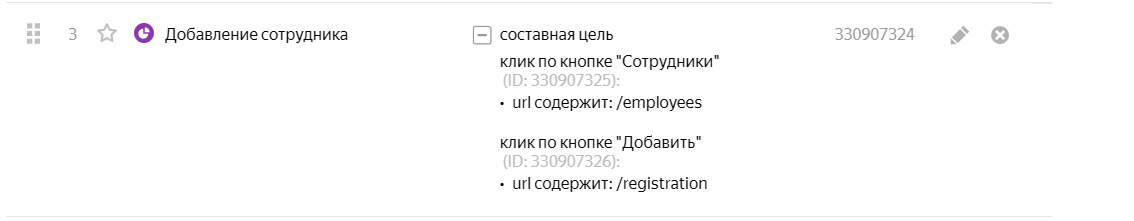 3 Добавление сотрудника составная цель 330907324
клик по кнопке "Сотрудники"
(ID: 330907325):
• url содержит: /employees
клик по кнопке "Добавить"
(ID: 330907326):
• url содержит: /registration